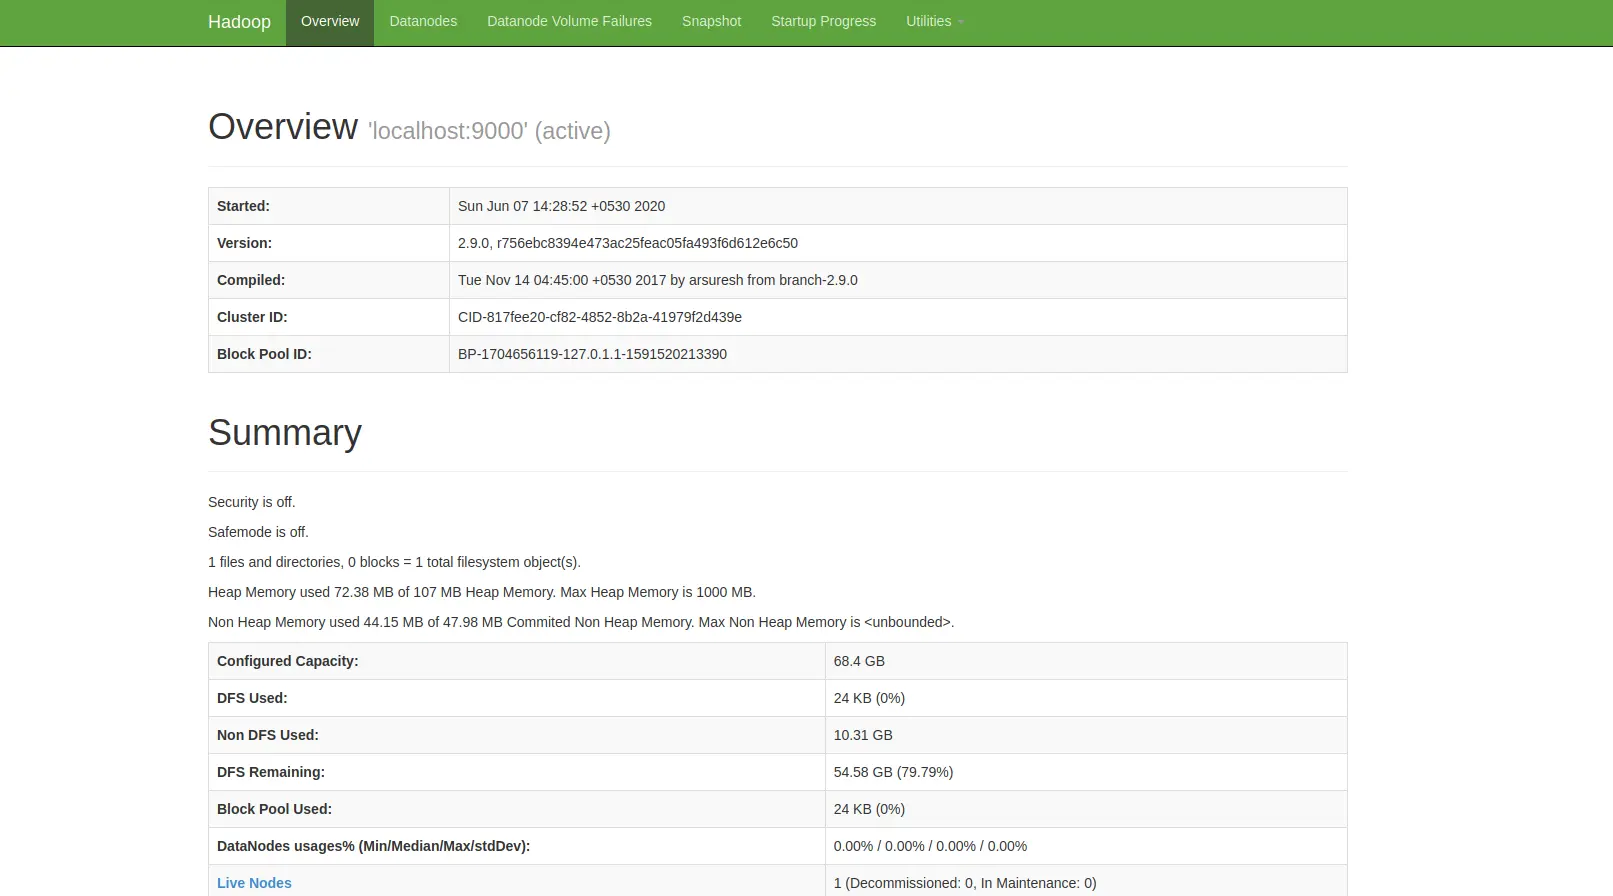 Hadoop Overview Datanodes Datanode Volume Failures Snapshot Startup Progress Utilities
Overview 'localhost:9000' (active)
Started: Sun Jun 07 14:28:52 +0530 2020
Version: 2.9.0, r756ebc8394e473ac25feac05fa493f6d612e6c50
Compiled: Tue Nov 14 04:45:00 +0530 2017 by arsuresh from branch-2.9.0
Cluster ID: CID-817fee20-cf82-4852-8b2a-41979f2d439e
Block Pool ID: BP-1704656119-127.0.1.1-1591520213390
Summary
Security is off.
Safemode is off.
1 files and directories, 0 blocks = 1 total filesystem object(s).
Heap Memory used 72.38 MB of 107 MB Heap Memory. Max Heap Memory is 1000 MB.
Non Heap Memory used 44.15 MB of 47.98 MB Commited Non Heap Memory. Max Non Heap Memory is <unbounded>.
Configured Capacity: 68.4 GB
DFS Used: 24 KB (0%)
Non DFS Used: 10.31 GB
DFS Remaining: 54.58 GB (79.79%)
Block Pool Used: 24 KB (0%)
DataNodes usages% (Min/Median/Max/stdDev): 0.00% / 0.00% / 0.00% / 0.00%
Live Nodes 1 (Decommissioned: 0, In Maintenance: 0)